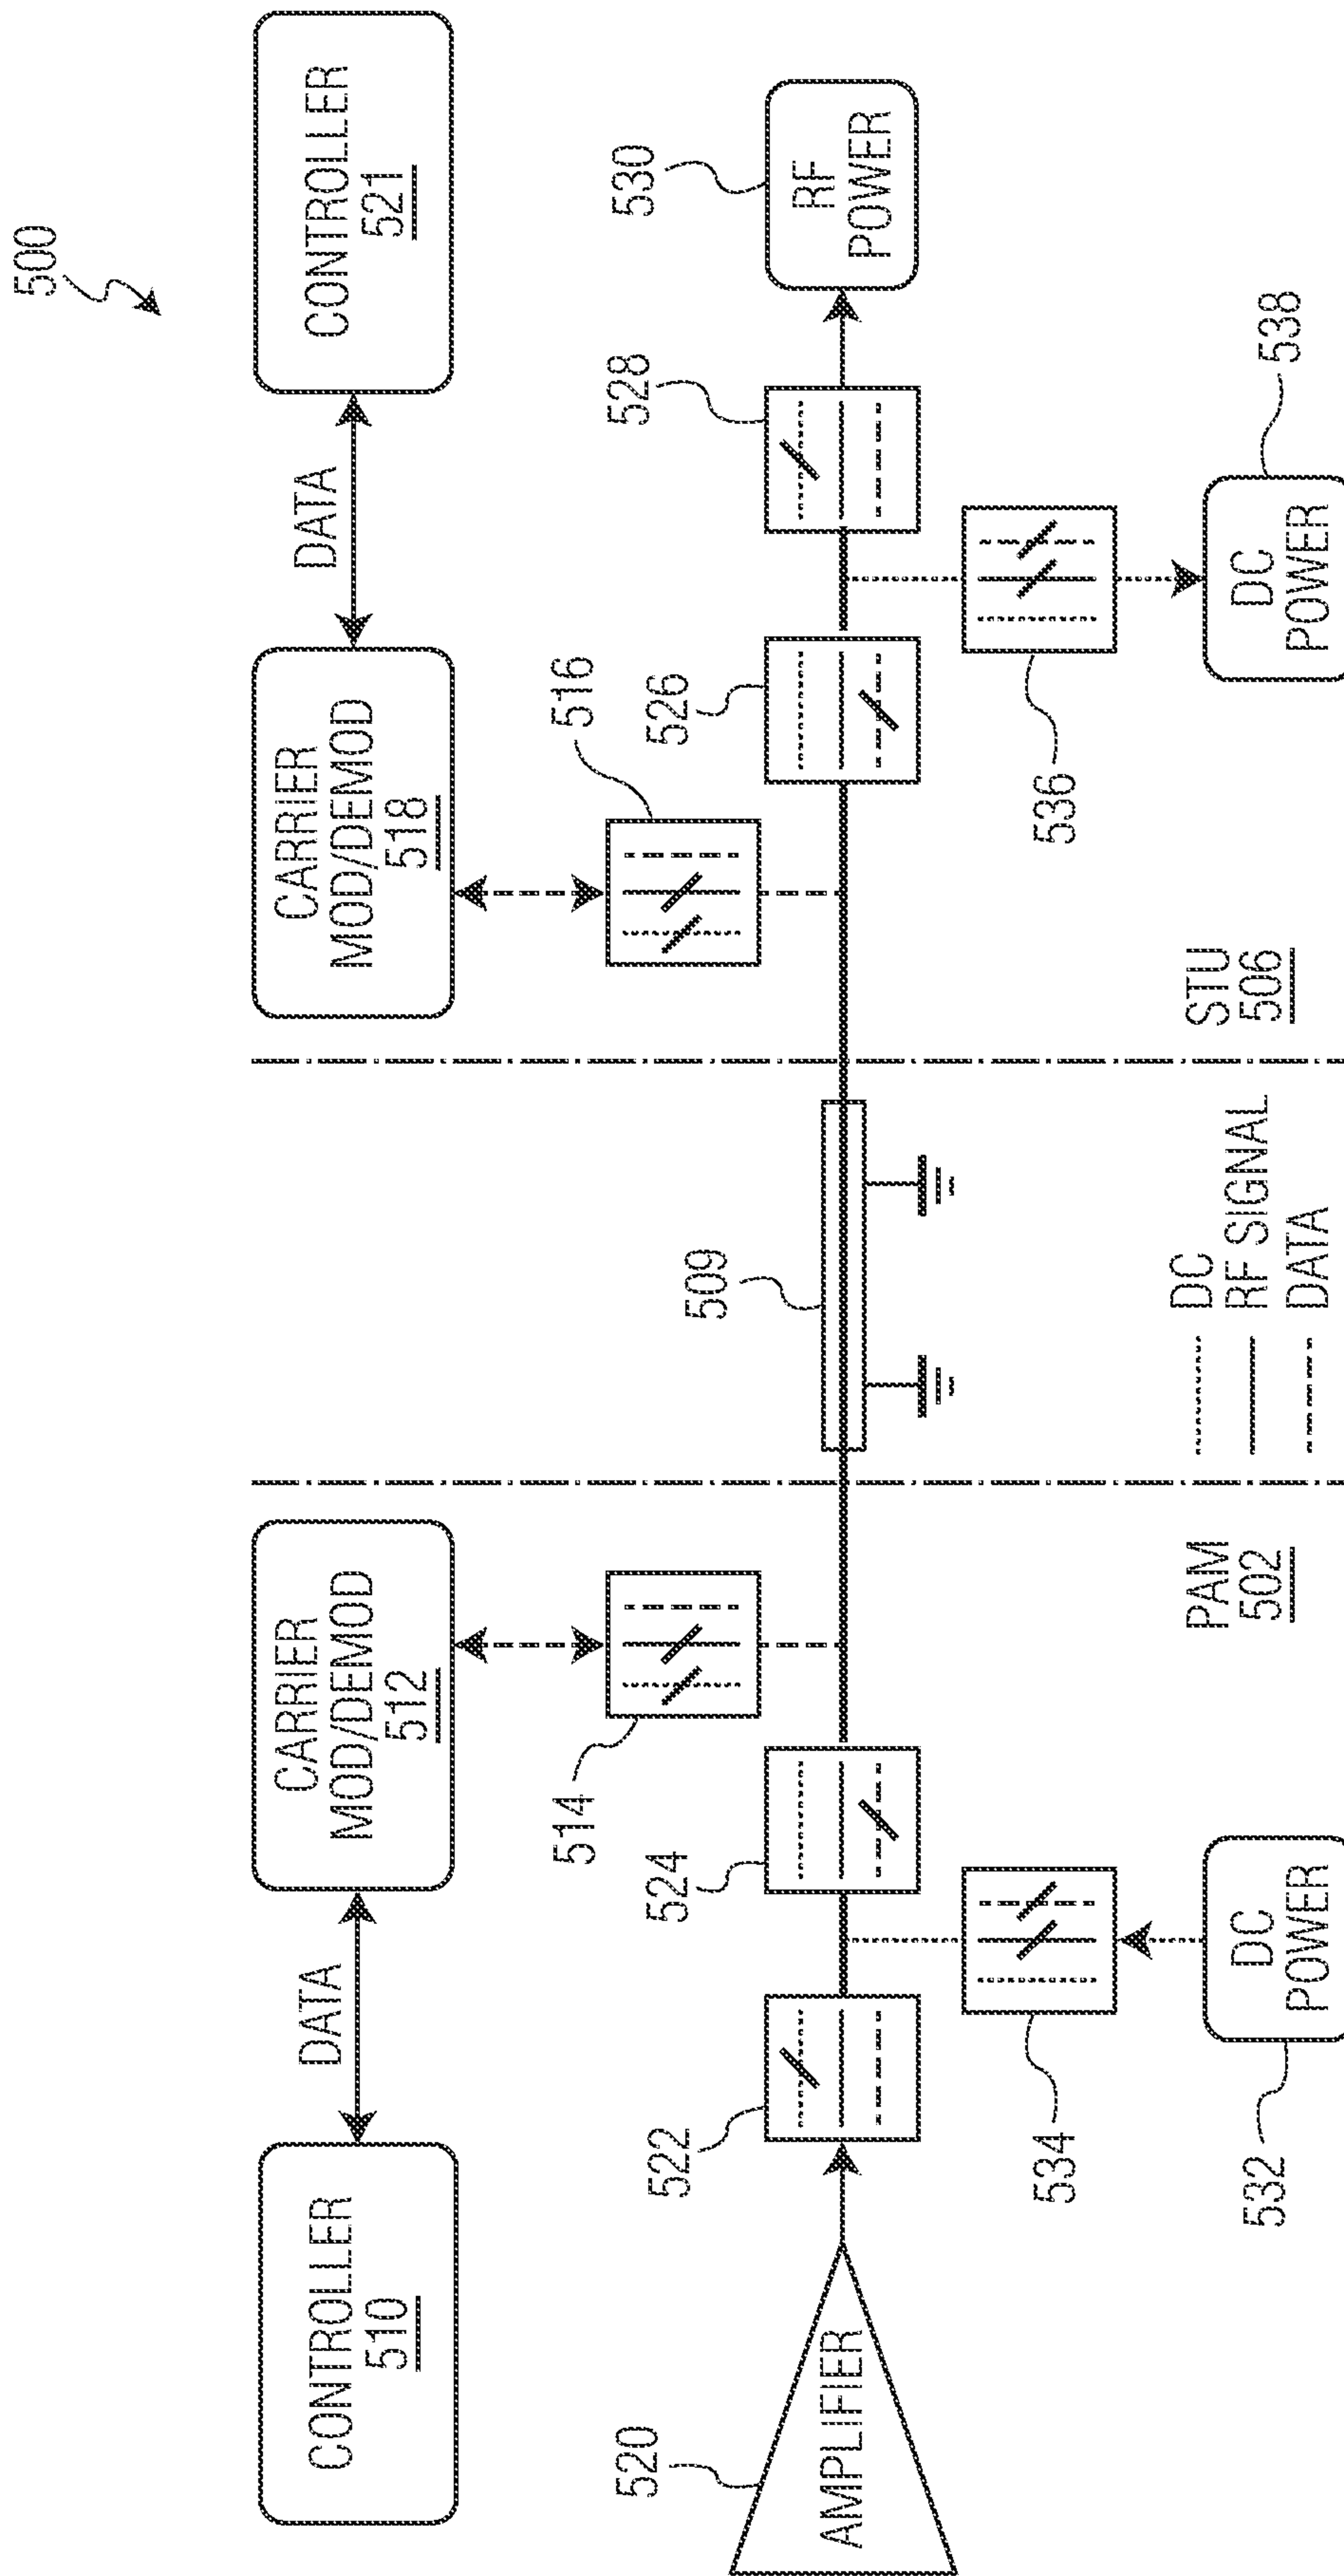 500
CONTROLLER
510
DATA
CARRIER
MOD/DEMOD
512
CARRIER
MOD/DEMOD
518
DATA
CONTROLLER
521
520
AMPLIFIER
522
524
514
509
516
526
528
530
RF
POWER
534
536
532
DC
POWER
PAM
502
DC
RF SIGNAL
DATA
STU
506
DC
POWER
538